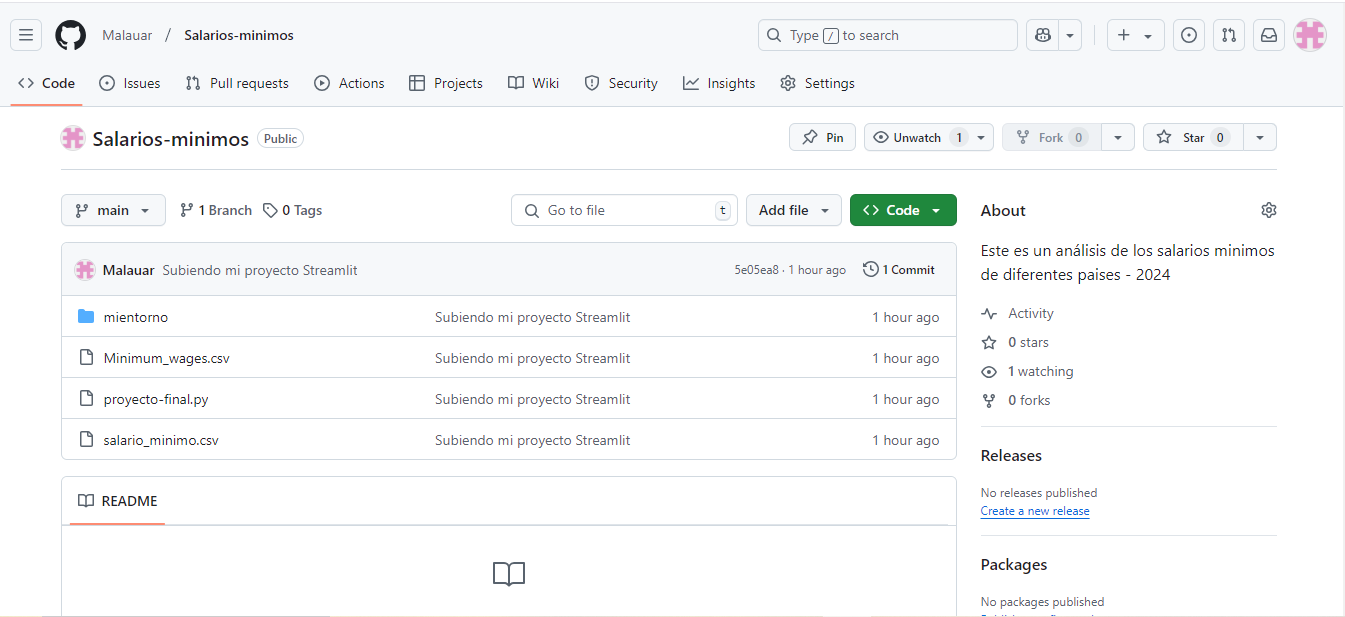 Malauar / Salarios-minimos
Type / to search
Code Issues Pull requests Actions Projects Wiki Security Insights Settings
Salarios-minimos Public
Pin Unwatch 1 Fork 0 Star 0
main 1 Branch 0 Tags
Go to file t Add file Code
Malauar Subiendo mi proyecto Streamlit 5e05ea8 · 1 hour ago 1 Commit
mientorno Subiendo mi proyecto Streamlit 1 hour ago
Minimum_wages.csv Subiendo mi proyecto Streamlit 1 hour ago
proyecto-final.py Subiendo mi proyecto Streamlit 1 hour ago
salario_minimo.csv Subiendo mi proyecto Streamlit 1 hour ago
README
About
Este es un análisis de los salarios minimos
de diferentes paises - 2024
Activity
0 stars
1 watching
0 forks
Releases
No releases published
Create a new release
Packages
No packages published